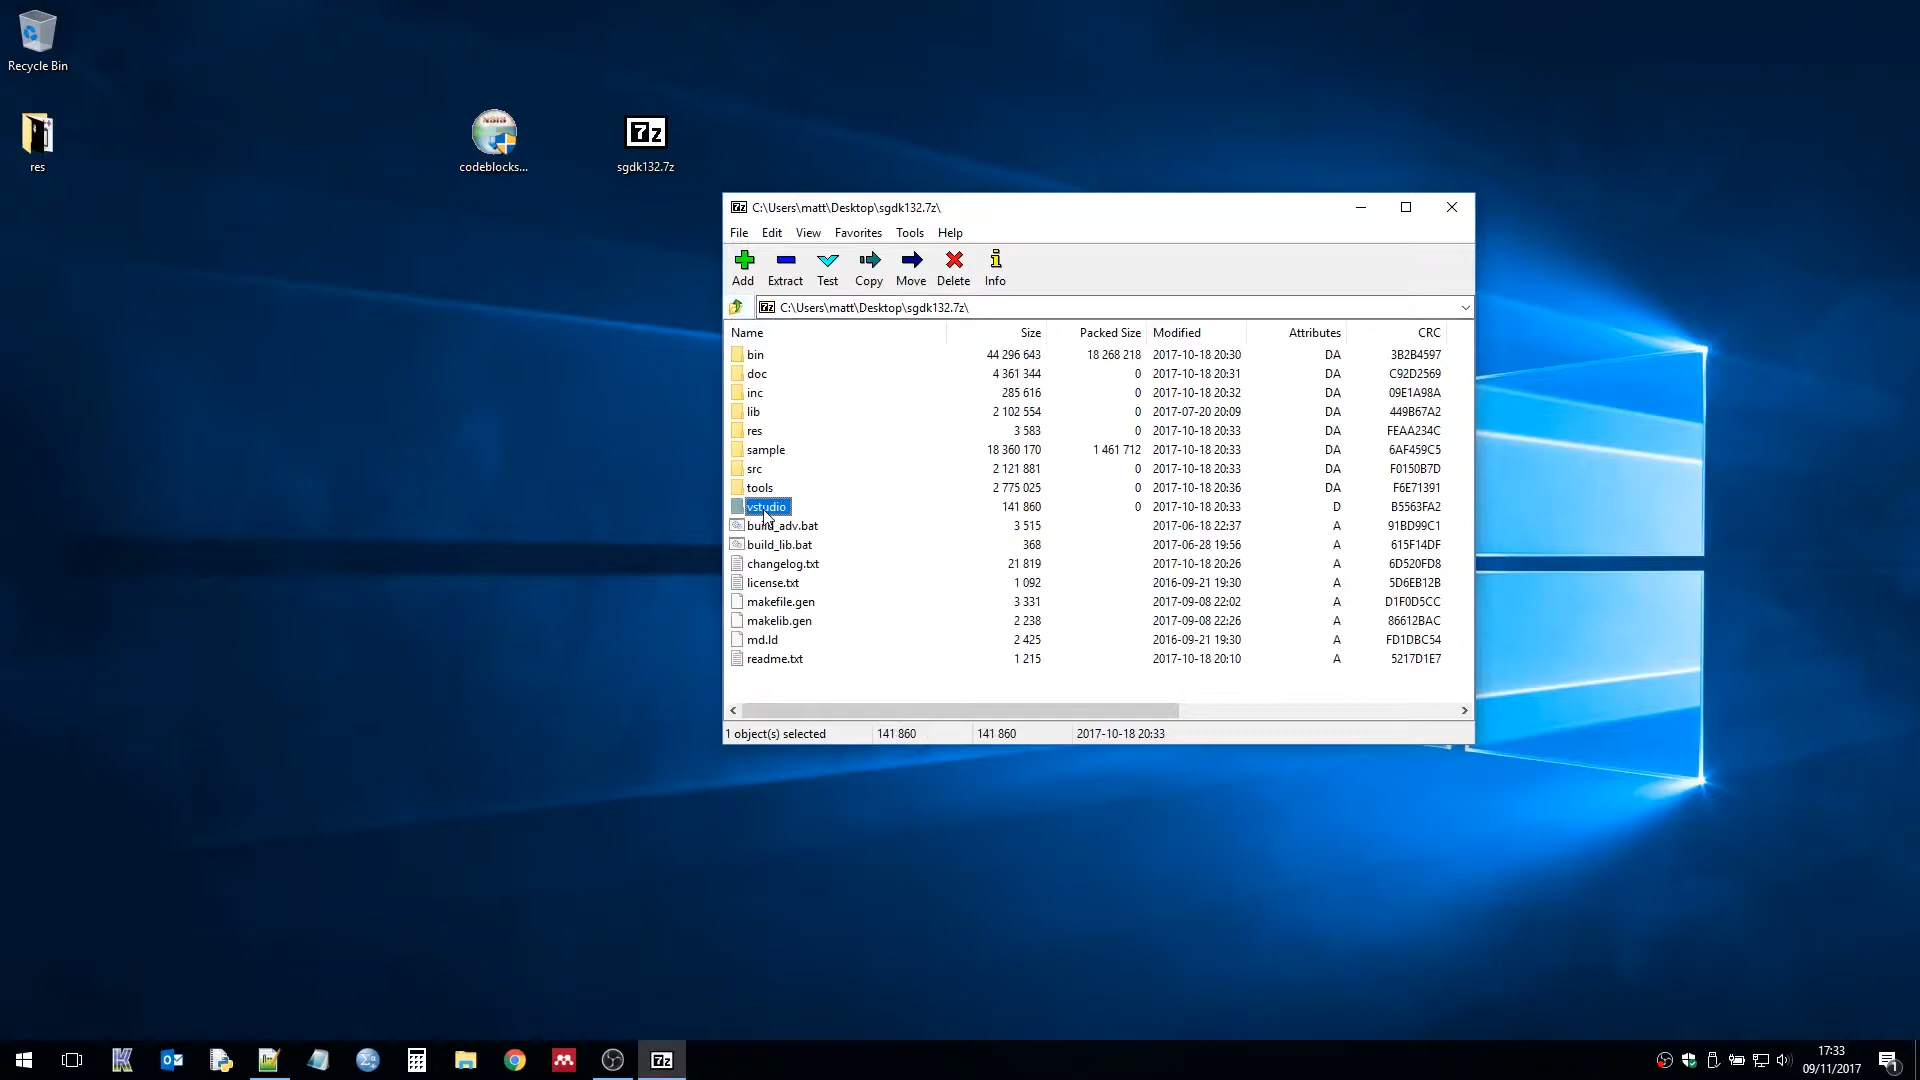 Recycle Bin
res
NSIS
codeblocks...
7z
sgdk132.7z
7z C:\Users\matt\Desktop\sgdk132.7z\
File Edit View Favorites Tools Help
Add Extract Test Copy Move Delete Info
7z C:\Users\matt\Desktop\sgdk132.7z\
Name Size Packed Size Modified Attributes CRC
bin 44 296 643 18 268 218 2017-10-18 20:30 DA 3B2B4597
doc 4 361 344 0 2017-10-18 20:31 DA C92D2569
inc 285 616 0 2017-10-18 20:32 DA 09E1A98A
lib 2 102 554 0 2017-07-20 20:09 DA 449B67A2
res 3 583 0 2017-10-18 20:33 DA FEAA234C
sample 18 360 170 1 461 712 2017-10-18 20:33 DA 6AF459C5
src 2 121 881 0 2017-10-18 20:33 DA F0150B7D
tools 2 775 025 0 2017-10-18 20:36 DA F6E71391
vstudio 141 860 0 2017-10-18 20:33 D B5563FA2
build_adv.bat 3 515 2017-06-18 22:37 A 91BD99C1
build_lib.bat 368 2017-06-28 19:56 A 615F14DF
changelog.txt 21 819 2017-10-18 20:26 A 6D520FD8
license.txt 1 092 2016-09-21 19:30 A 5D6EB12B
makefile.gen 3 331 2017-09-08 22:02 A D1F0D5CC
makelib.gen 2 238 2017-09-08 22:26 A 86612BAC
md.ld 2 425 2016-09-21 19:30 A FD1DBC54
readme.txt 1 215 2017-10-18 20:10 A 5217D1E7
1 object(s) selected 141 860 141 860 2017-10-18 20:33
7z
17:33
09/11/2017
1